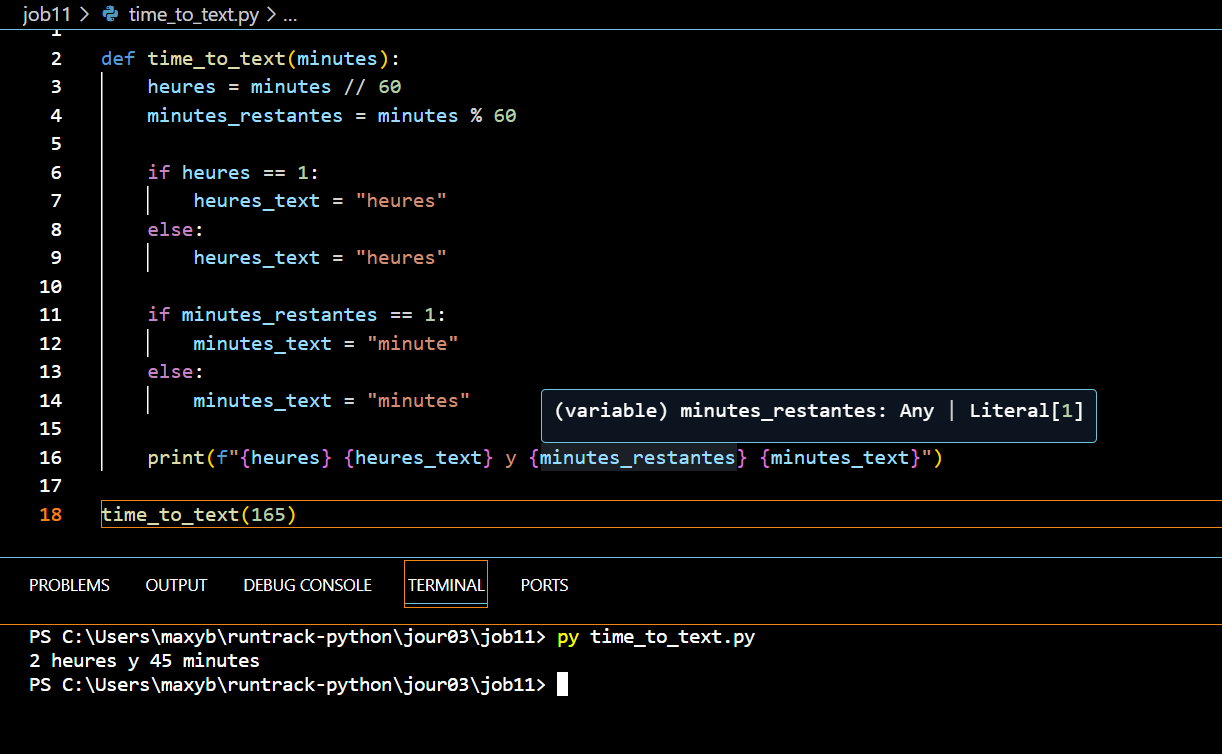 job11 > time_to_text.py > ...
1
2 def time_to_text(minutes):
3     heures = minutes // 60
4     minutes_restantes = minutes % 60
5
6     if heures == 1:
7         heures_text = "heures"
8     else:
9         heures_text = "heures"
10
11     if minutes_restantes == 1:
12         minutes_text = "minute"
13     else:
14         minutes_text = "minutes"
(variable) minutes_restantes: Any | Literal[1]
15
16     print(f"{heures} {heures_text} y {minutes_restantes} {minutes_text}")
17
18 time_to_text(165)
PROBLEMS OUTPUT DEBUG CONSOLE TERMINAL PORTS
PS C:\Users\maxyb\runtrack-python\jour03\job11> py time_to_text.py
2 heures y 45 minutes
PS C:\Users\maxyb\runtrack-python\jour03\job11>